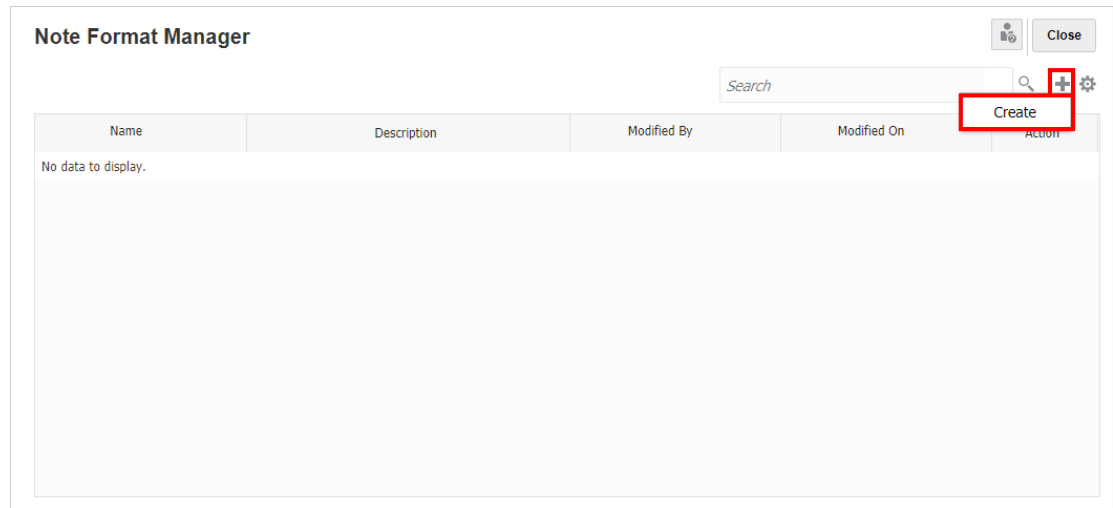 Note Format Manager
Close
Search
Create
Name Description Modified By Modified On Action
No data to display.